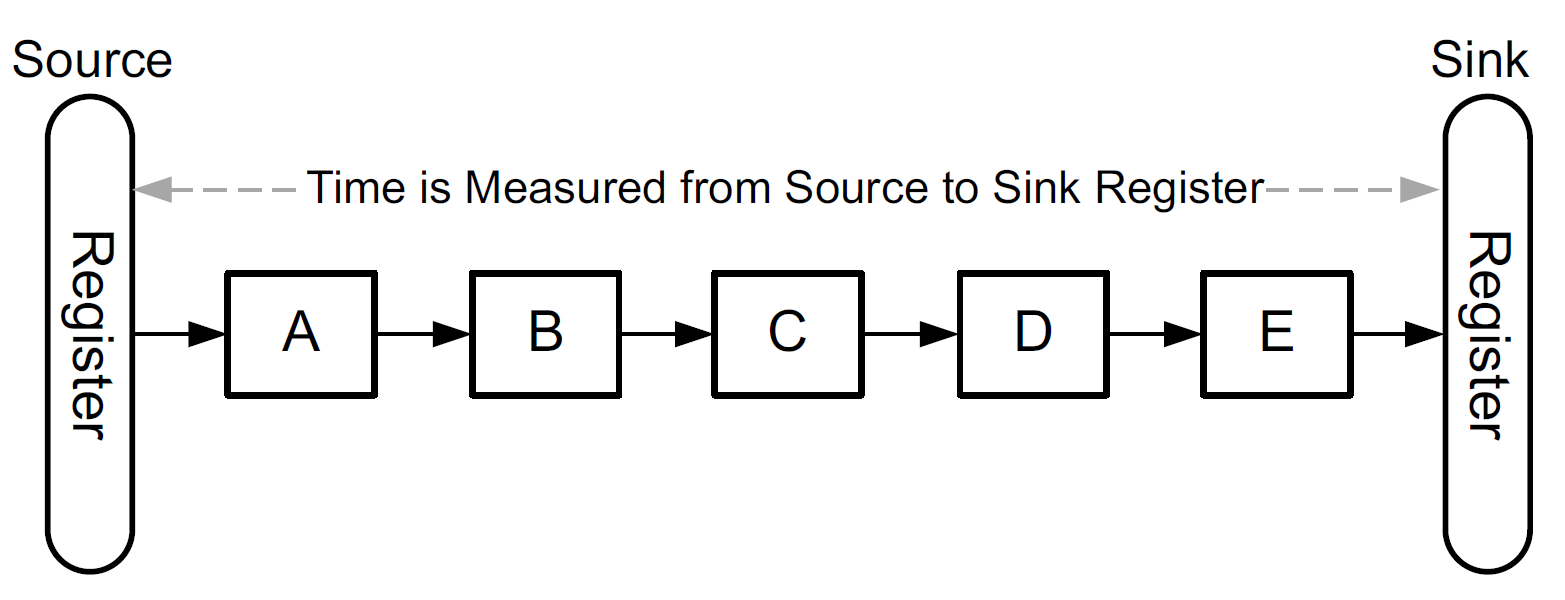 Source
Sink
Time is Measured from Source to Sink Register
Register
A
B
C
D
E
Register